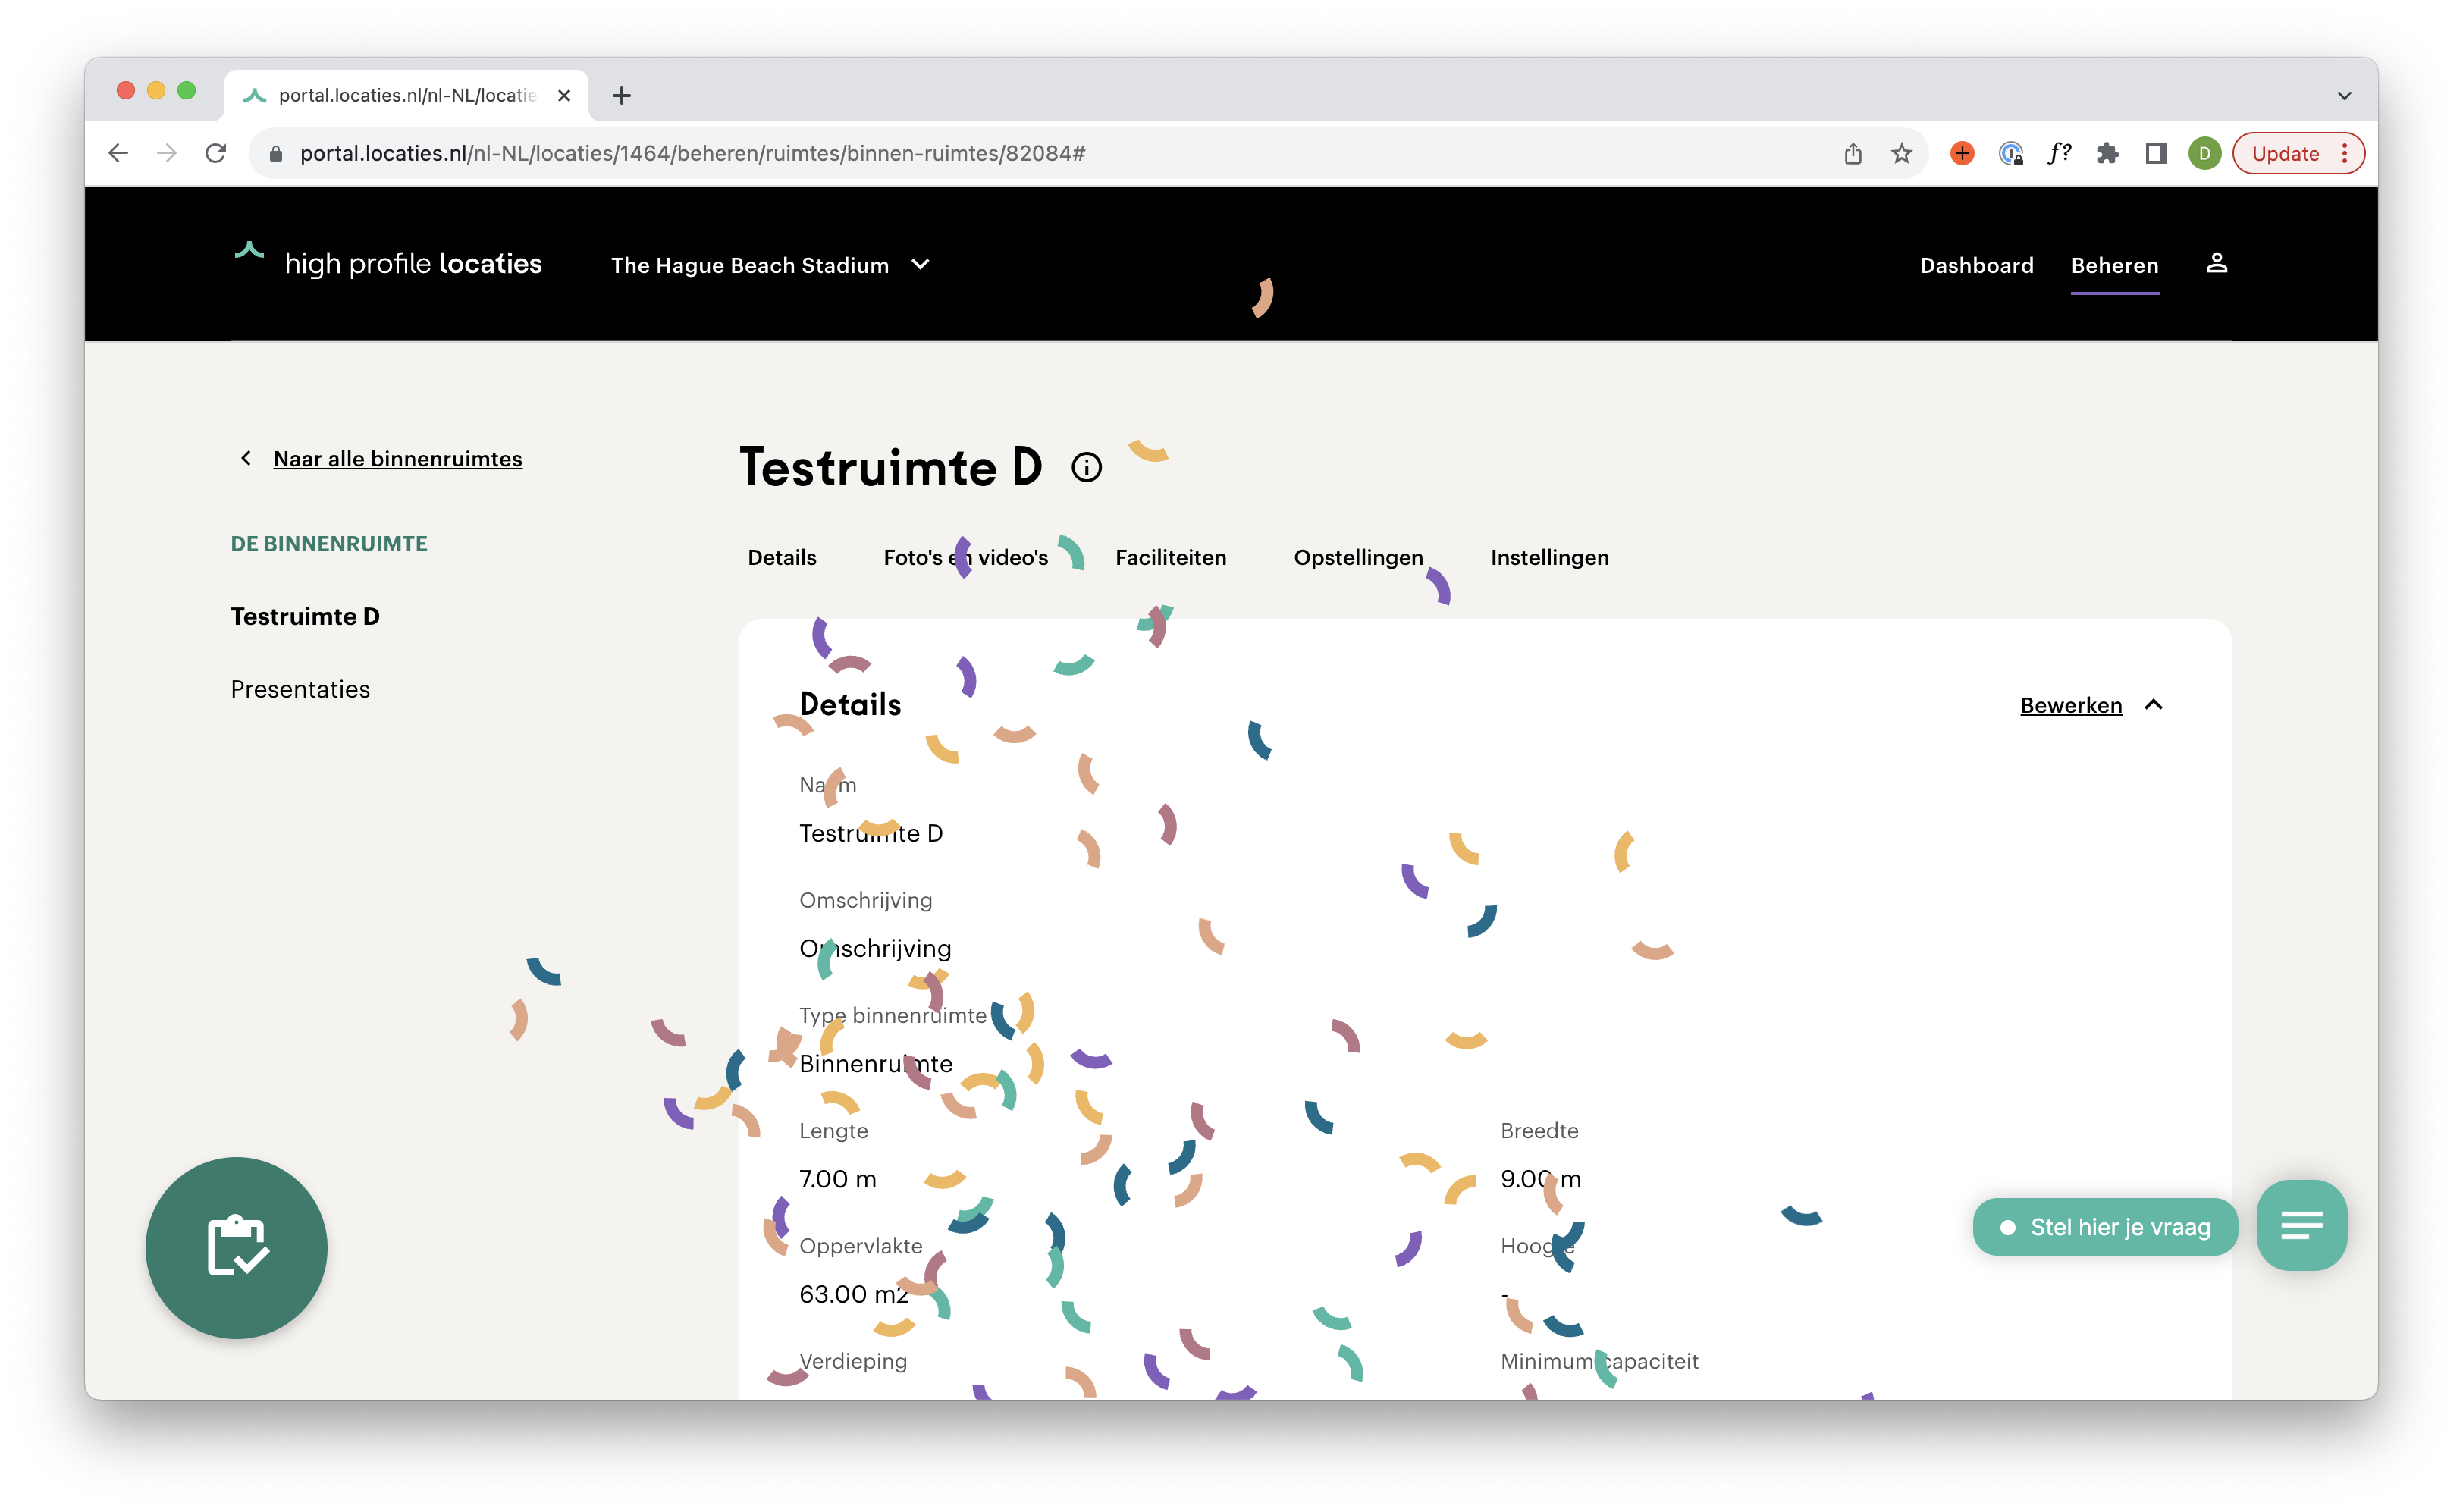 portal.locaties.nl/nl-NL/locatie
portal.locaties.nl/nl-NL/locaties/1464/beheren/ruimtes/binnen-ruimtes/82084#
f?
D
Update
high profile locaties
The Hague Beach Stadium
Dashboard
Beheren
Naar alle binnenruimtes
DE BINNENRUIMTE
Testruimte D
Presentaties
Testruimte D
Details
Foto's en video's
Faciliteiten
Opstellingen
Instellingen
Details
Bewerken
Naam
Testruimte D
Omschrijving
Omschrijving
Type binnenruimte
Binnenruimte
Lengte
7.00 m
Breedte
9.00 m
Oppervlakte
63.00 m2
Hoogte
-
Verdieping
Minimum capaciteit
Stel hier je vraag